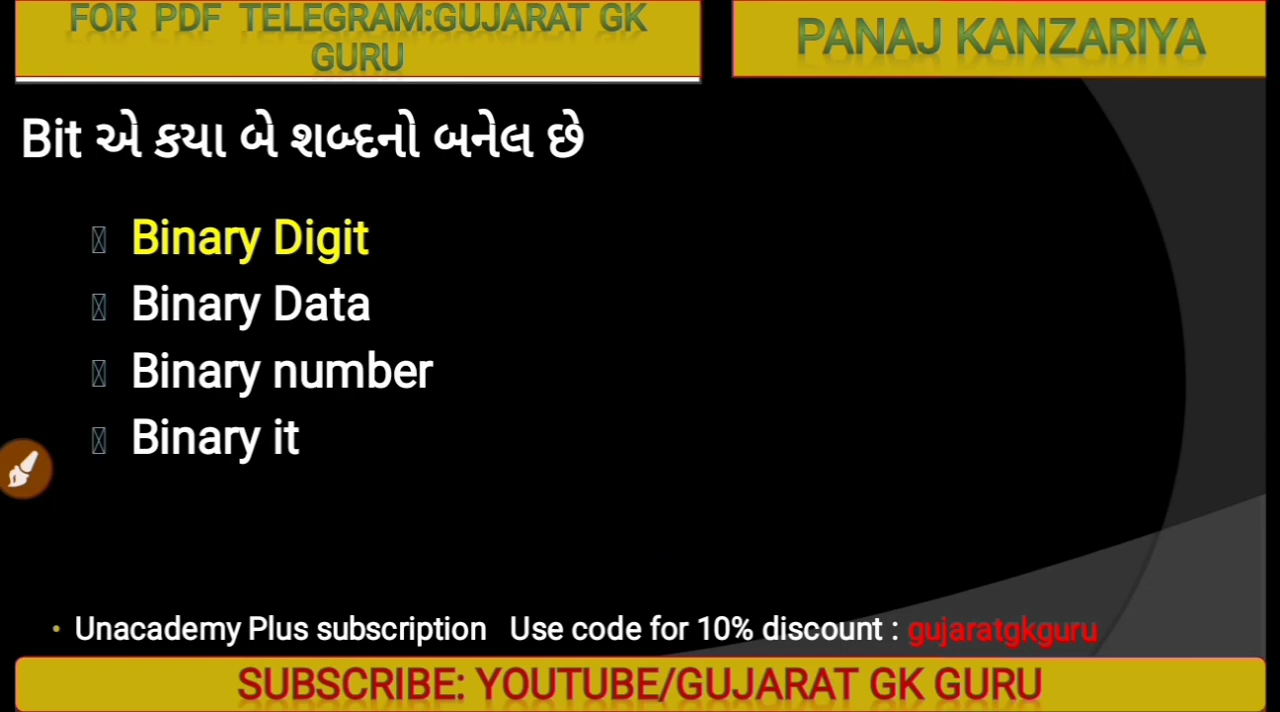 FOR PDF TELEGRAM:GUJARAT GK
GURU
PANAJ KANZARIYA
Bit એ કયા બે શબ્દનો બનેલ છે
Binary Digit
Binary Data
Binary number
Binary it
• Unacademy Plus subscription Use code for 10% discount : gujaratgkguru
SUBSCRIBE: YOUTUBE/GUJARAT GK GURU